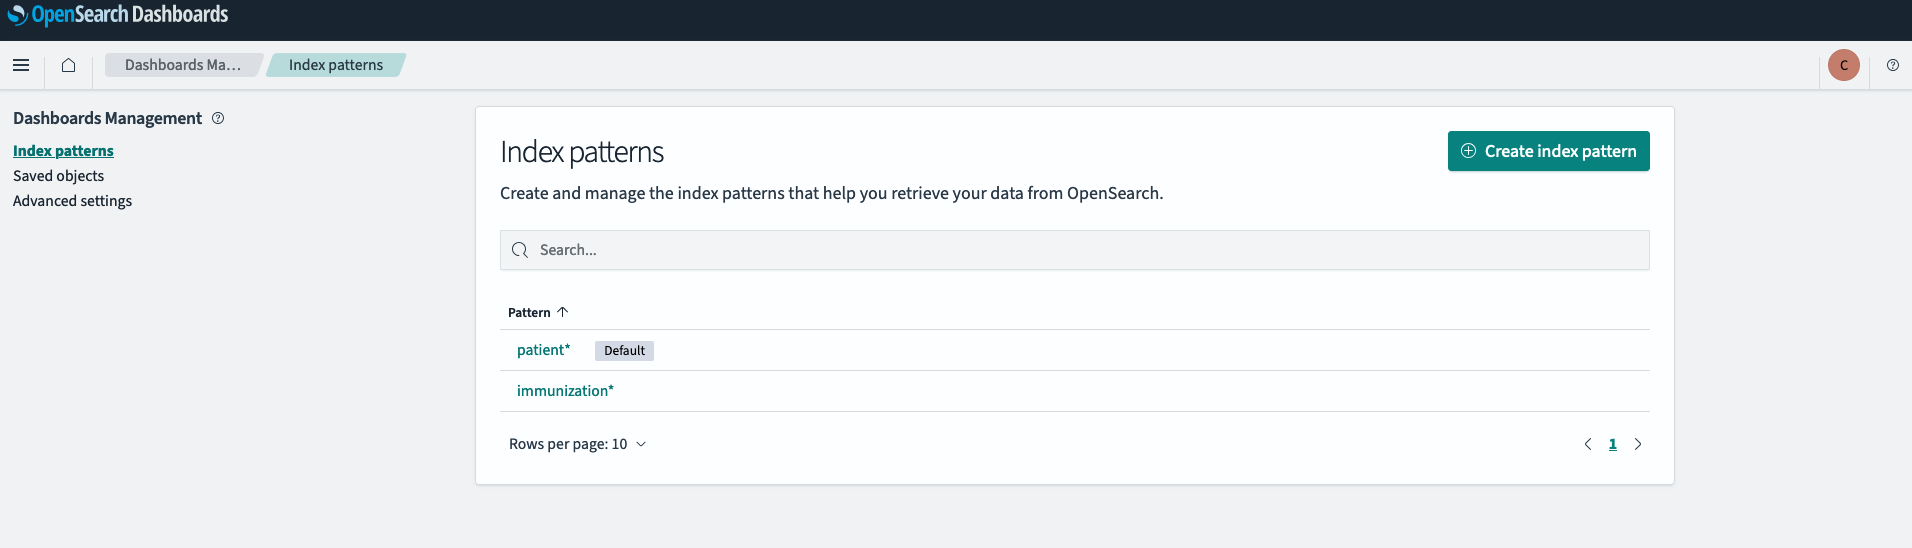 OpenSearch Dashboards
Dashboards Ma...
Index patterns
C
Dashboards Management
Index patterns
Saved objects
Advanced settings
Index patterns
Create index pattern
Create and manage the index patterns that help you retrieve your data from OpenSearch.
Search...
Pattern
patient* Default
immunization*
Rows per page: 10
1